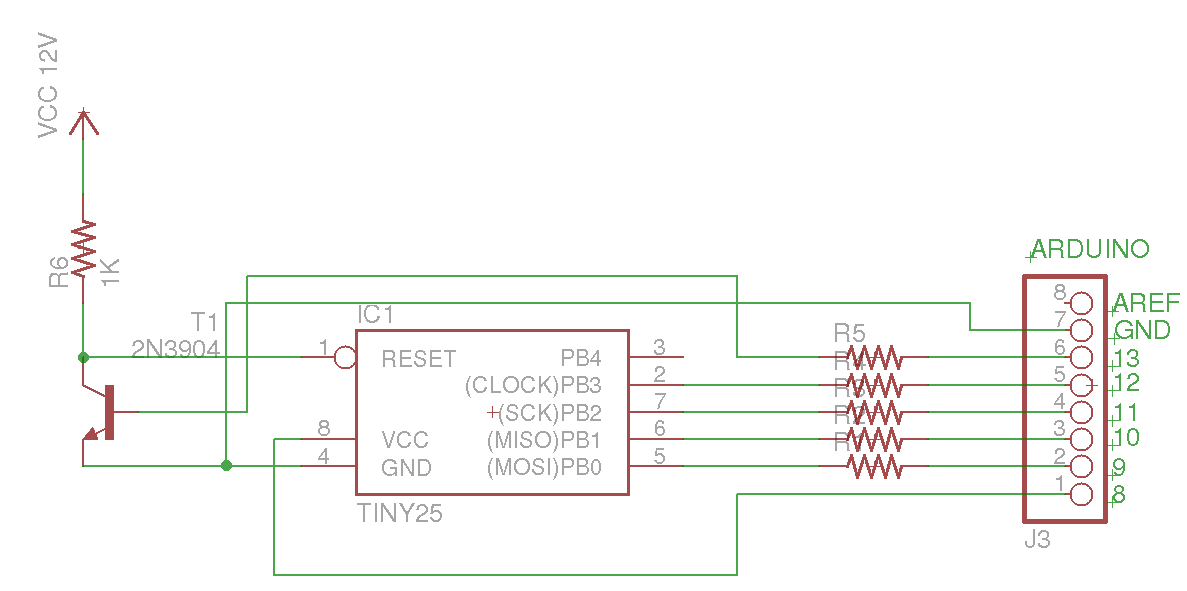 VCC 12V
R6
1K
T1
2N3904
IC1
1
RESET
8
VCC
4
GND
TINY25
PB4
3
(CLOCK)PB3
2
(SCK)PB2
7
(MISO)PB1
6
(MOSI)PB0
5
R5
R4
R3
R2
R1
ARDUINO
8
AREF
7
GND
6
13
5
12
4
11
3
10
2
9
1
8
J3